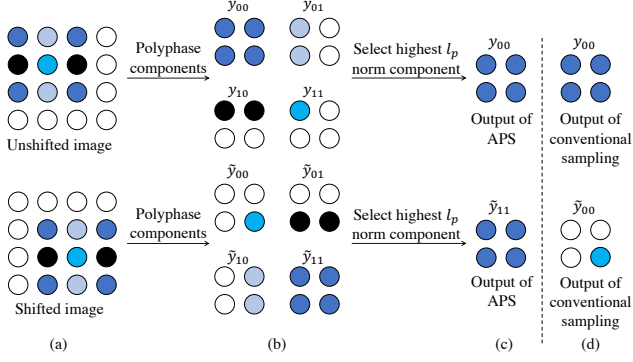 y₀₀ y₀₁
Polyphase
components
Select highest lₚ
norm component
y₀₀ y₀₀
y₁₀ y₁₁
Unshifted image
Output of
APS
Output of
conventional
sampling
ỹ₀₀ ỹ₀₁
Polyphase
components
Select highest lₚ
norm component
ỹ₁₁ ỹ₀₀
ỹ₁₀ ỹ₁₁
Shifted image
Output of
APS
Output of
conventional
sampling
(a) (b) (c) (d)